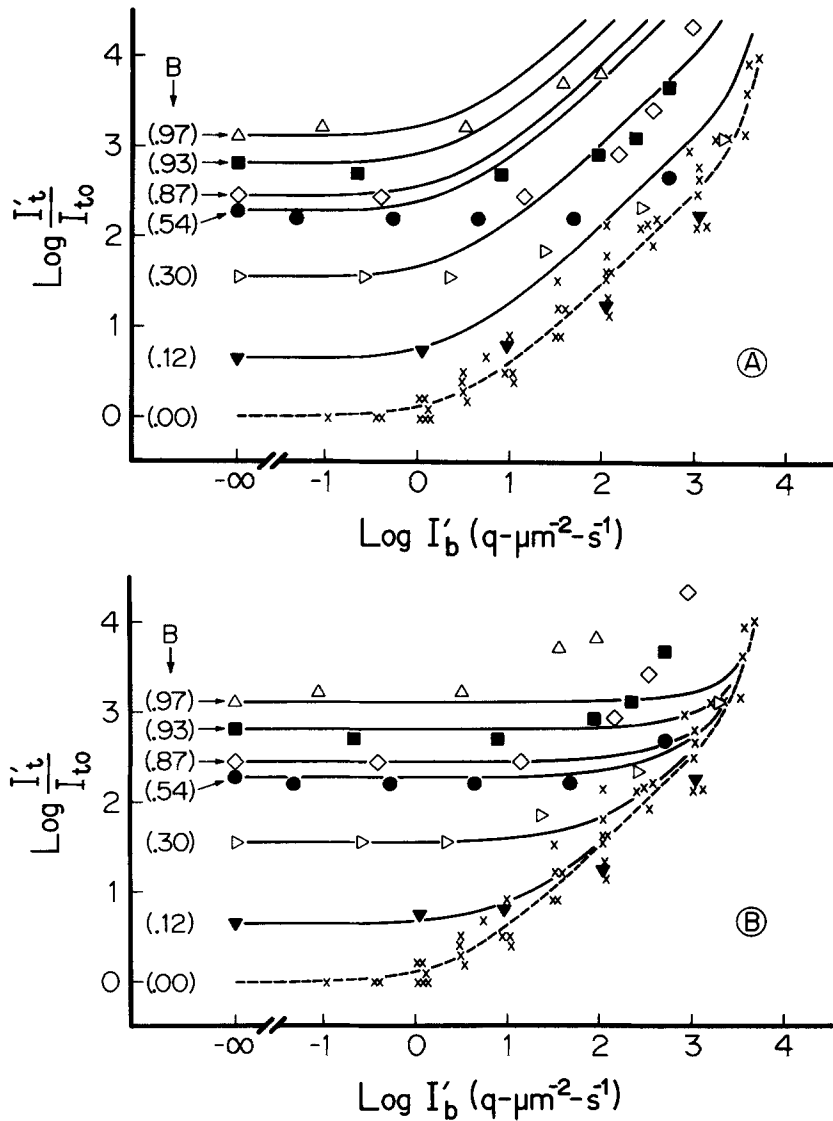 4
B
(.97)
3
(.93)
(.87)
(.54)
2
(.30)
1
(.12)
0
(.00)
Log I't / Ito
A
-∞ -1 0 1 2 3 4
Log I'b (q-μm⁻²-s⁻¹)
4
B
(.97)
3
(.93)
(.87)
(.54)
2
(.30)
1
(.12)
0
(.00)
Log I't / Ito
B
-∞ -1 0 1 2 3 4
Log I'b (q-μm⁻²-s⁻¹)